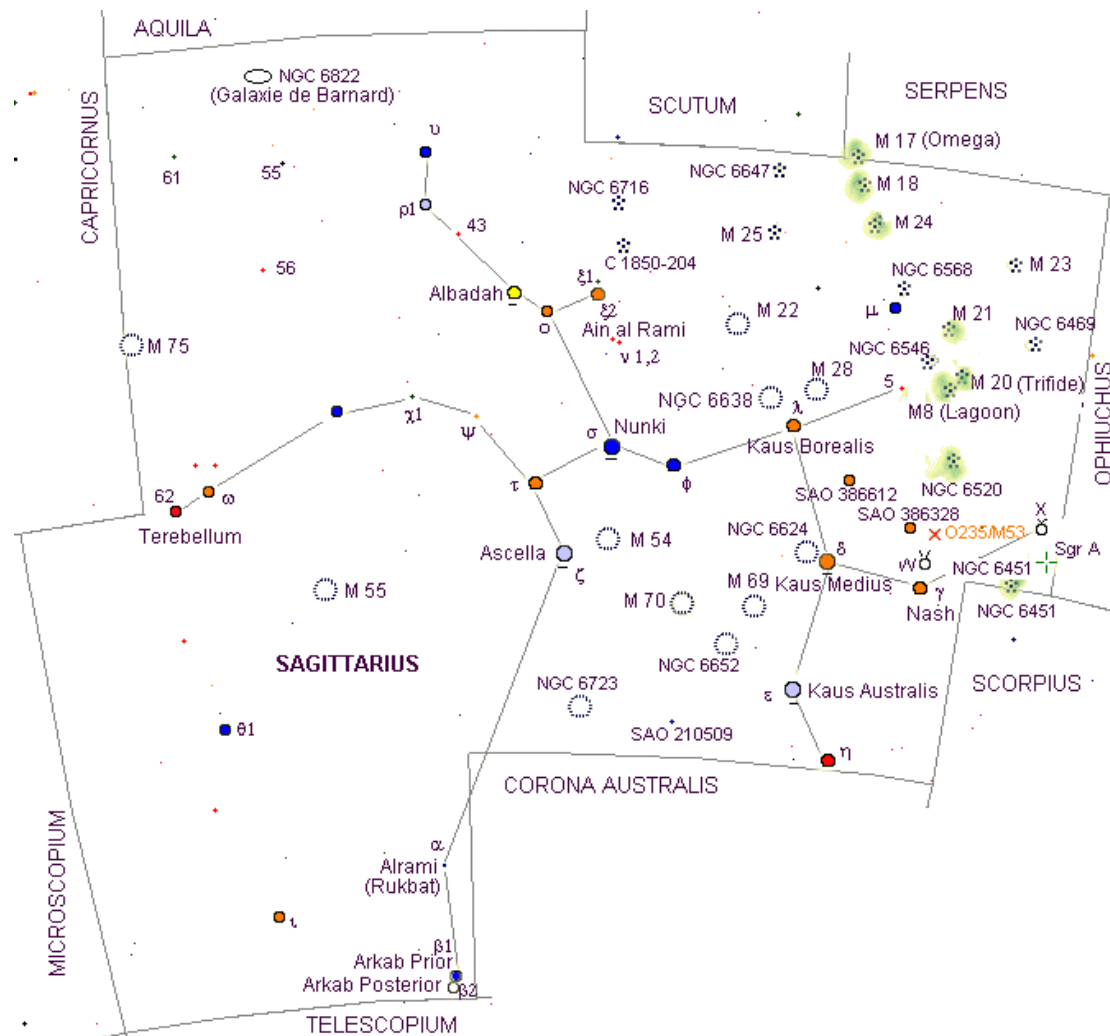 AQUILA
NGC 6822
(Galaxie de Barnard)
SCUTUM
SERPENS
CAPRICORNUS
υ
M 17 (Omega)
61
55
NGC 6647
M 18
NGC 6716
ρ1
43
M 25
M 24
56
C 1850-204
M 23
NGC 6568
ξ1
Albadah
ξ2
ο
Ain al Rami
M 22
μ
M 21
NGC 6469
M 75
ν 1,2
NGC 6546
M 28
5
M 20 (Trifide)
OPHIUCHUS
χ1
NGC 6638
λ
M8 (Lagoon)
ψ
σ
Nunki
Kaus Borealis
φ
62
ω
τ
SAO 386612
NGC 6520
Terebellum
SAO 386328
X
NGC 6624
O235/M53
Ascella
M 54
δ
W
Sgr A
ζ
NGC 6451
M 55
M 69
Kaus Medius
γ
M 70
Nash
NGC 6451
NGC 6652
SAGITTARIUS
NGC 6723
ε
Kaus Australis
SCORPIUS
θ1
SAO 210509
η
CORONA AUSTRALIS
MICROSCOPIUM
α
Alrami
(Rukbat)
ι
β1
Arkab Prior
Arkab Posterior
β2
TELESCOPIUM